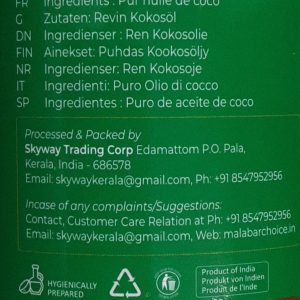 FR Ingredients : Pur huile de coco
G Zutaten: Revin Kokosöl
DN Ingredienser : Ren Kokosolie
FIN Ainekset: Puhdas Kookosöljy
NR Ingredienser: Ren Kokosoje
IT Ingredienti: Puro Olio di cocco
SP Ingredientes : Puro de aceite de coco
Processed & Packed by
Skyway Trading Corp Edamattom P.O. Pala,
Kerala, India - 686578
Email: skywaykerala@gmail.com, Ph: +91 8547952956
Incase of any complaints/Suggestions:
Contact, Customer Care Relation at Ph: +91 8547952956
Email: skywaykerala@gmail.com, Web: malabarchoice.in
HYGIENICALLY
PREPARED
Product of India
Produkt von Indien
Produit de l'Inde